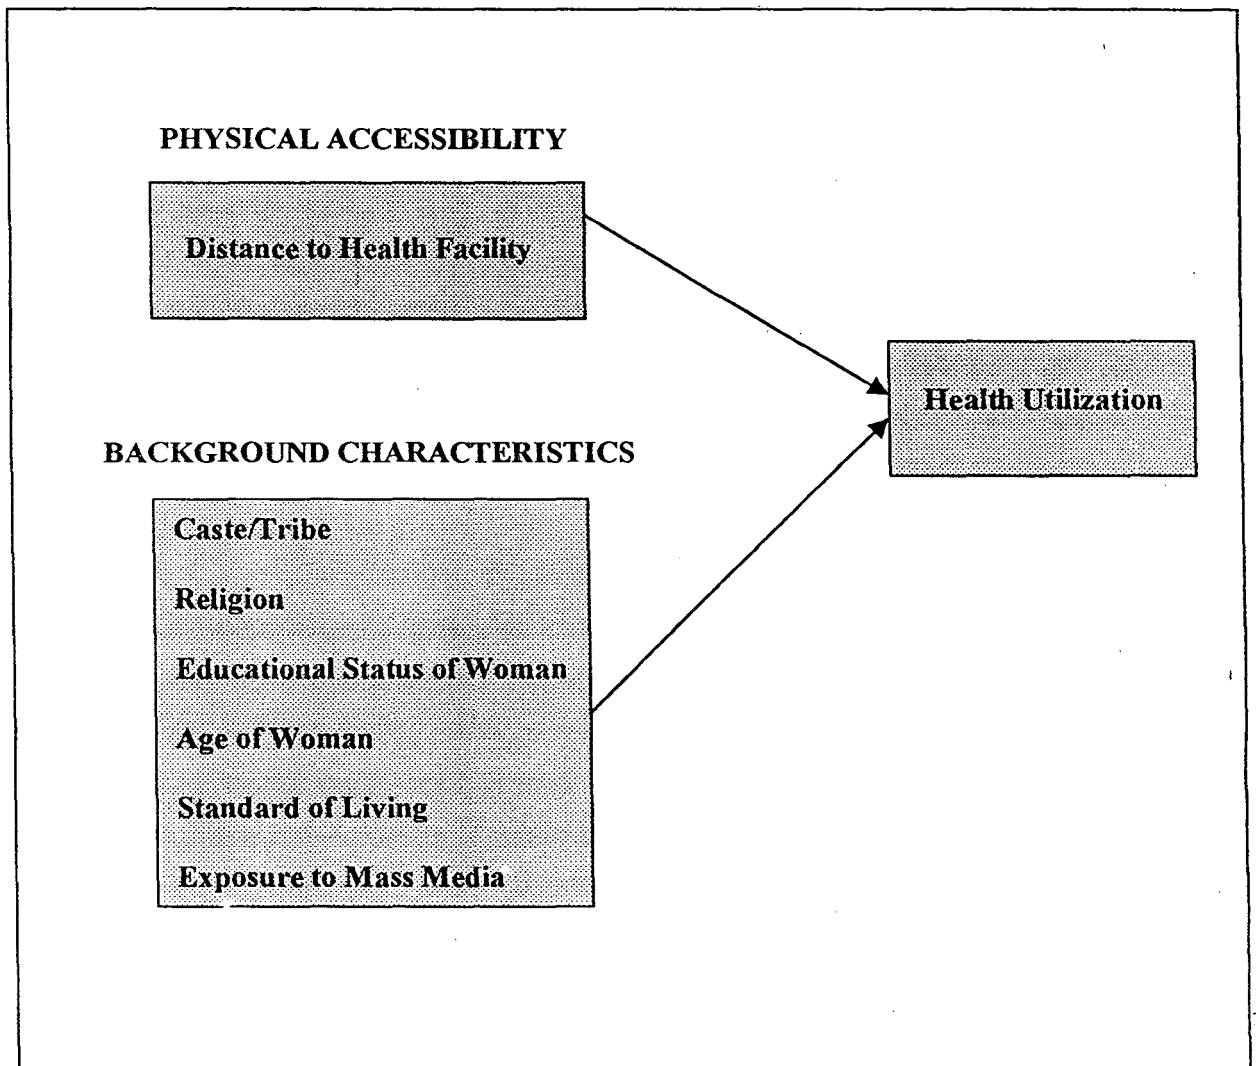 PHYSICAL ACCESSIBILITY
Distance to Health Facility
Health Utilization
BACKGROUND CHARACTERISTICS
Caste/Tribe
Religion
Educational Status of Woman
Age of Woman
Standard of Living
Exposure to Mass Media